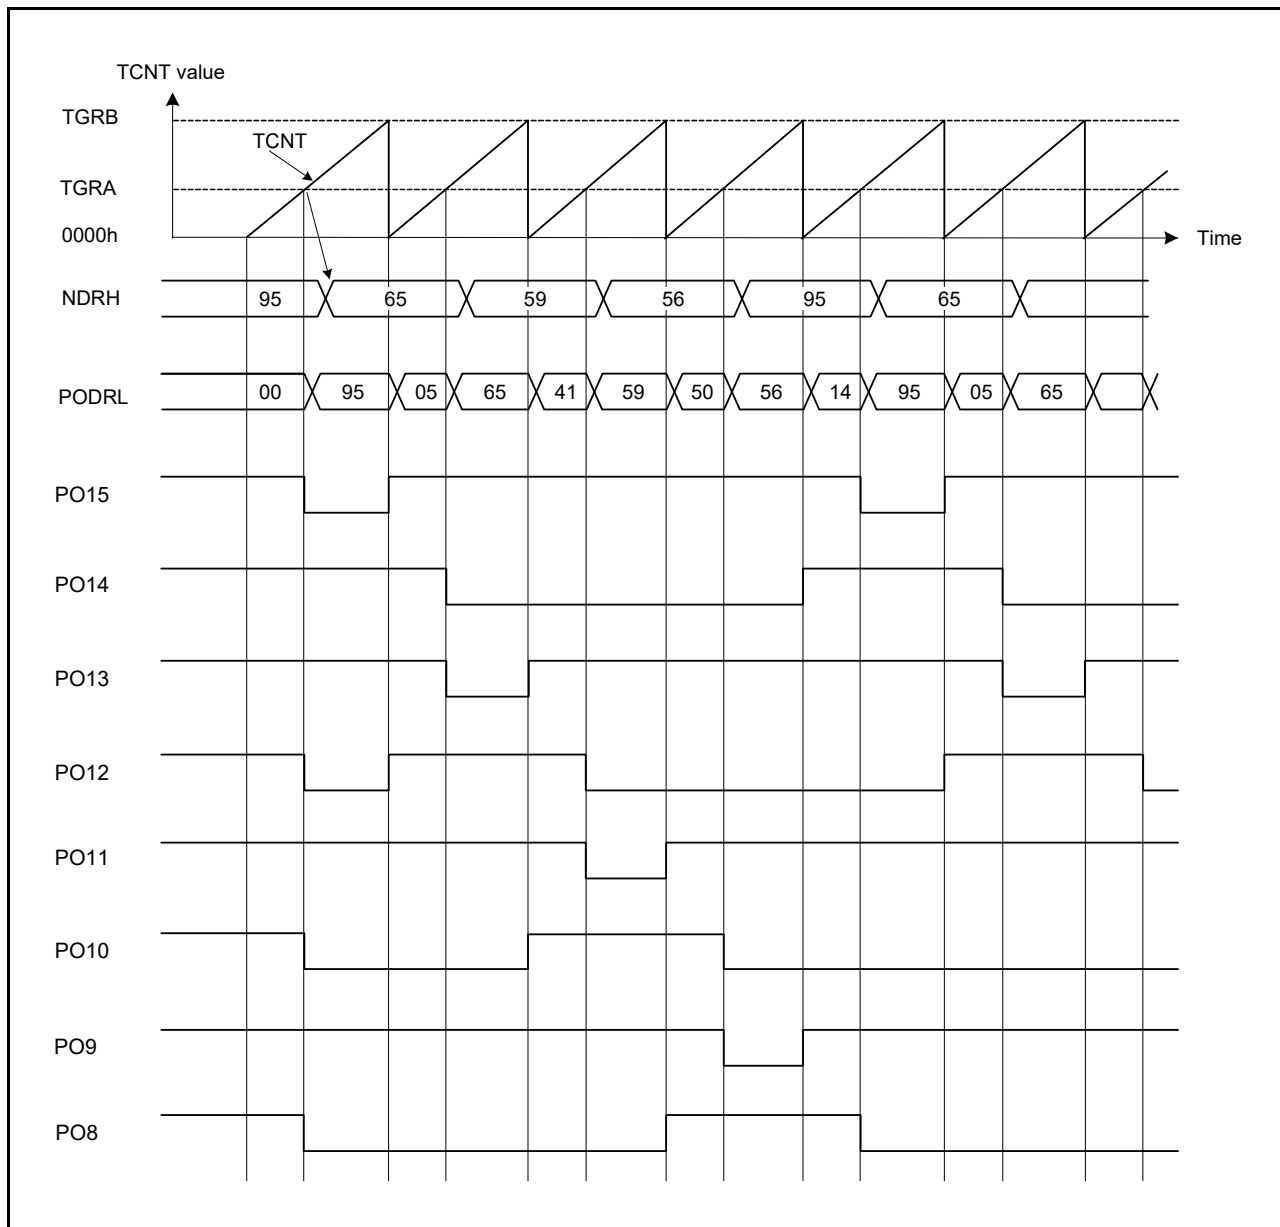 TCNT value
TGRB
TCNT
TGRA
0000h
Time
NDRH 95 65 59 56 95 65
PODRL 00 95 05 65 41 59 50 56 14 95 05 65
PO15
PO14
PO13
PO12
PO11
PO10
PO9
PO8